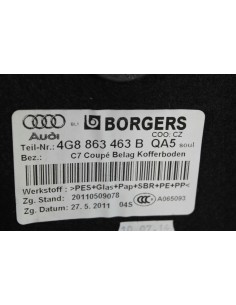 BORGERS
Audi
COO: CZ
Teil-Nr.: 4G8 863 463 B QA5 soul
Bez.: C7 Coupé Belag Kofferboden
Werkstoff : >PES+Glas+Pap+SBR+PE+PP<
Zg. Stand: 20110509078
Zg. Datum: 27. 5. 2011 04S
A065093